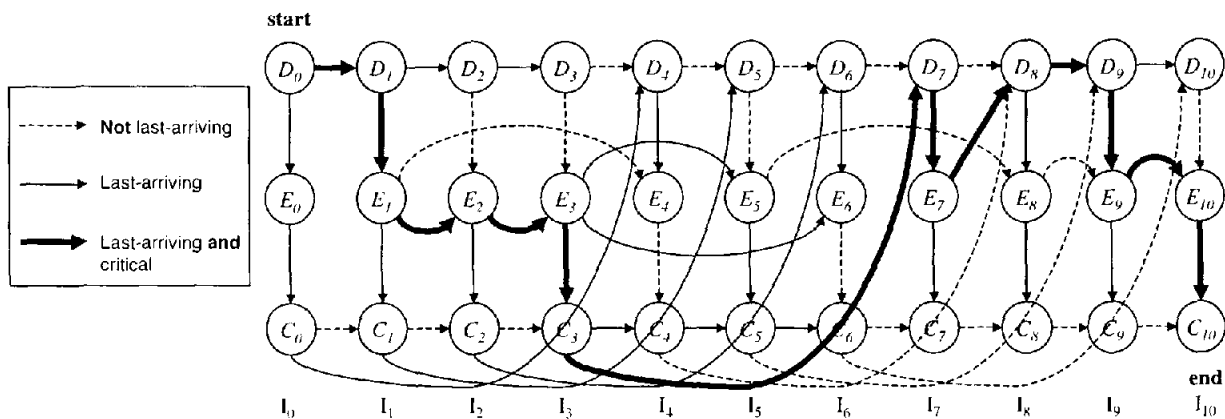 start
D0 D1 D2 D3 D4 D5 D6 D7 D8 D9 D10
Not last-arriving
Last-arriving
Last-arriving and
critical
E0 E1 E2 E3 E4 E5 E6 E7 E8 E9 E10
C0 C1 C2 C3 C4 C5 C6 C7 C8 C9 C10
end
I0 I1 I2 I3 I4 I5 I6 I7 I8 I9 I10